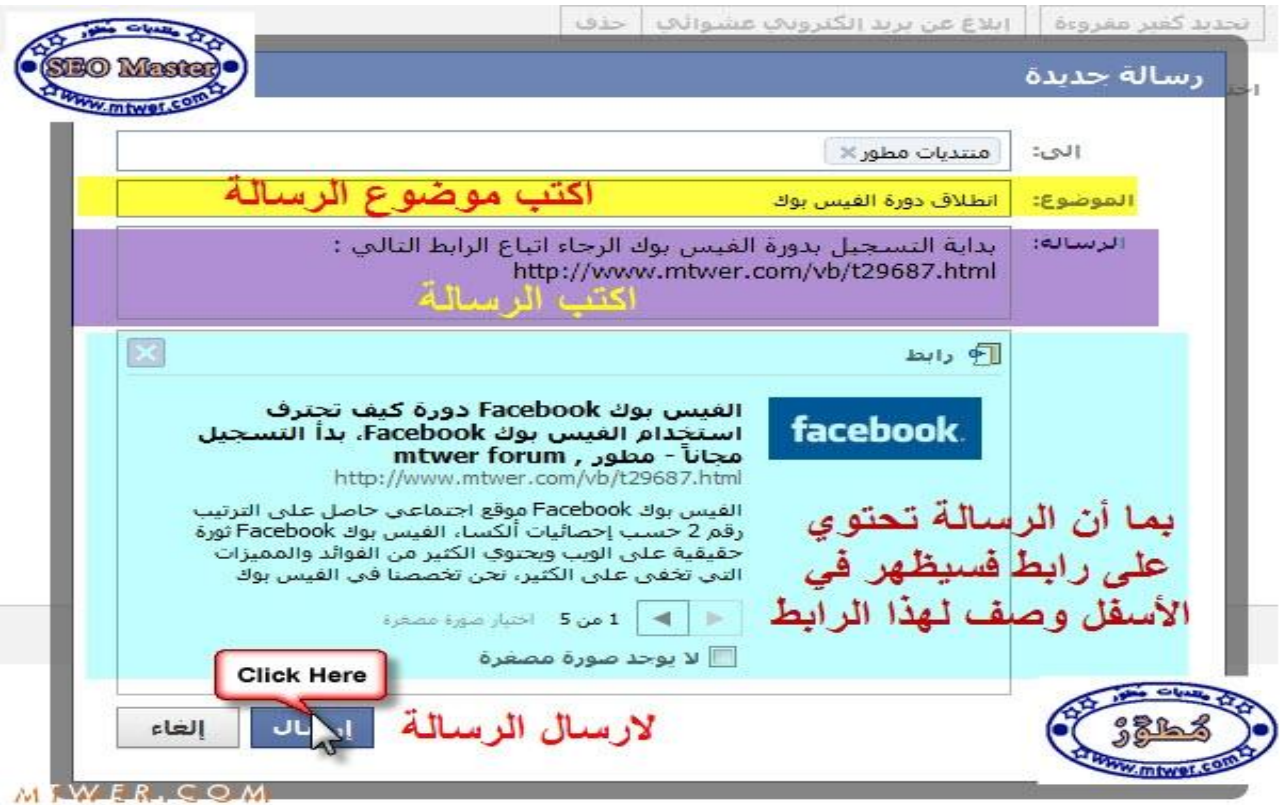 تحديد كغير مقروءة
ابلاغ عن بريد الكتروني عشوائي
حذف
منتديات مطور
SEO Master
www.mtwer.com
رسالة جديدة
الى:
منتديات مطور
الموضوع:
انطلاق دورة الفيس بوك
اكتب موضوع الرسالة
الرسالة:
بداية التسجيل بدورة الفيس بوك الرجاء اتباع الرابط التالي :
http://www.mtwer.com/vb/t29687.html
اكتب الرسالة
رابط
facebook
الفيس بوك Facebook دورة كيف تحترف
استخدام الفيس بوك Facebook، بدأ التسجيل
مجاناً - مطور , mtwer forum
http://www.mtwer.com/vb/t29687.html
الفيس بوك Facebook موقع اجتماعي حاصل على الترتيب
رقم 2 حسب إحصائيات ألكسا، الفيس بوك Facebook ثورة
حقيقية على الويب ويحتوي الكثير من الفوائد والمميزات
التي تخفى على الكثير، نحن تخصصنا في الفيس بوك
بما أن الرسالة تحتوي
على رابط فسيظهر في
الأسفل وصف لهذا الرابط
1 من 5
اختيار صورة مصغرة
لا يوجد صورة مصغرة
Click Here
إرسال
إلغاء
لارسال الرسالة
منتديات مطور
مُطوِّرْ
www.mtwer.com
MTWER.COM